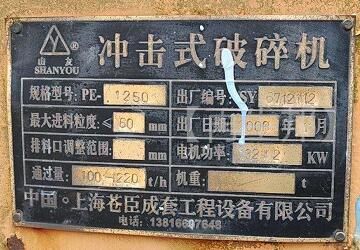 山友®
SHANYOU
冲击式破碎机
规格型号: PE- 1250
出厂编号: SY
最大进料粒度: ≤60 mm
出厂日期 年 月
排料口调整范围: mm
电机功率: KW
通过量: 100-220 t/h
机重: t
中国·上海苍臣成套工程设备有限公司
电话: